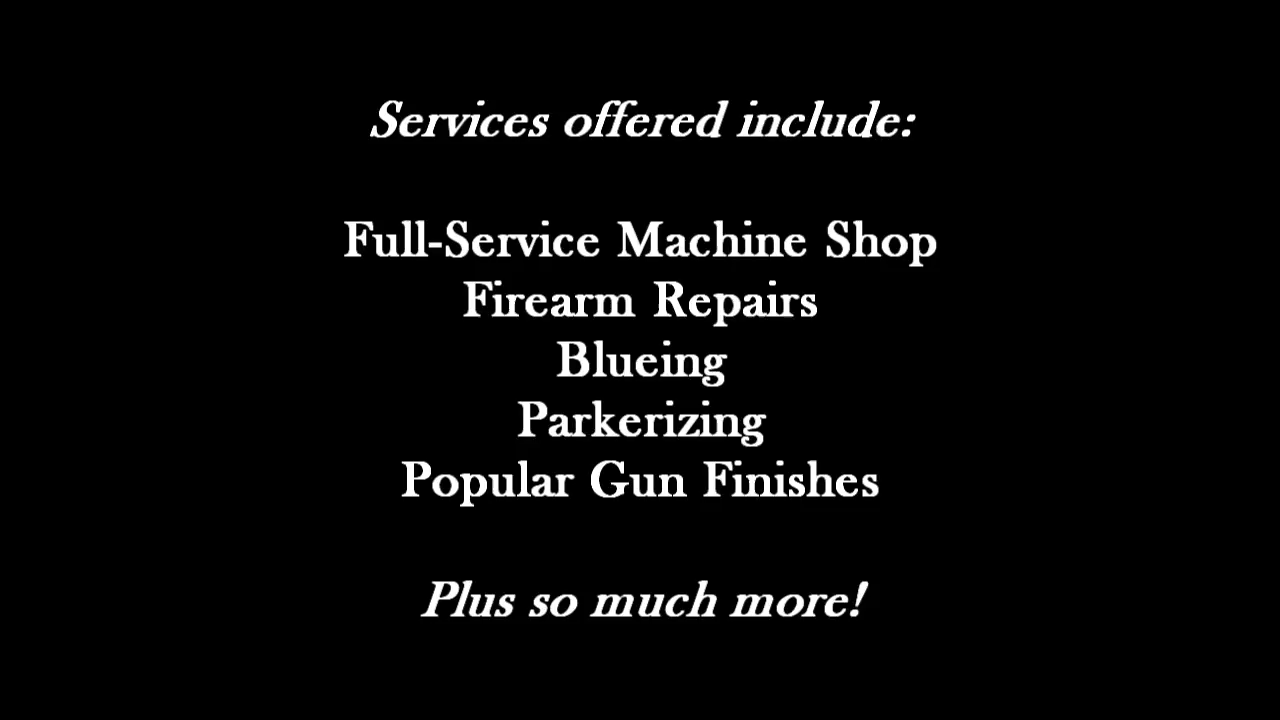 Services offered include:
Full-Service Machine Shop
Firearm Repairs
Blueing
Parkerizing
Popular Gun Finishes
Plus so much more!